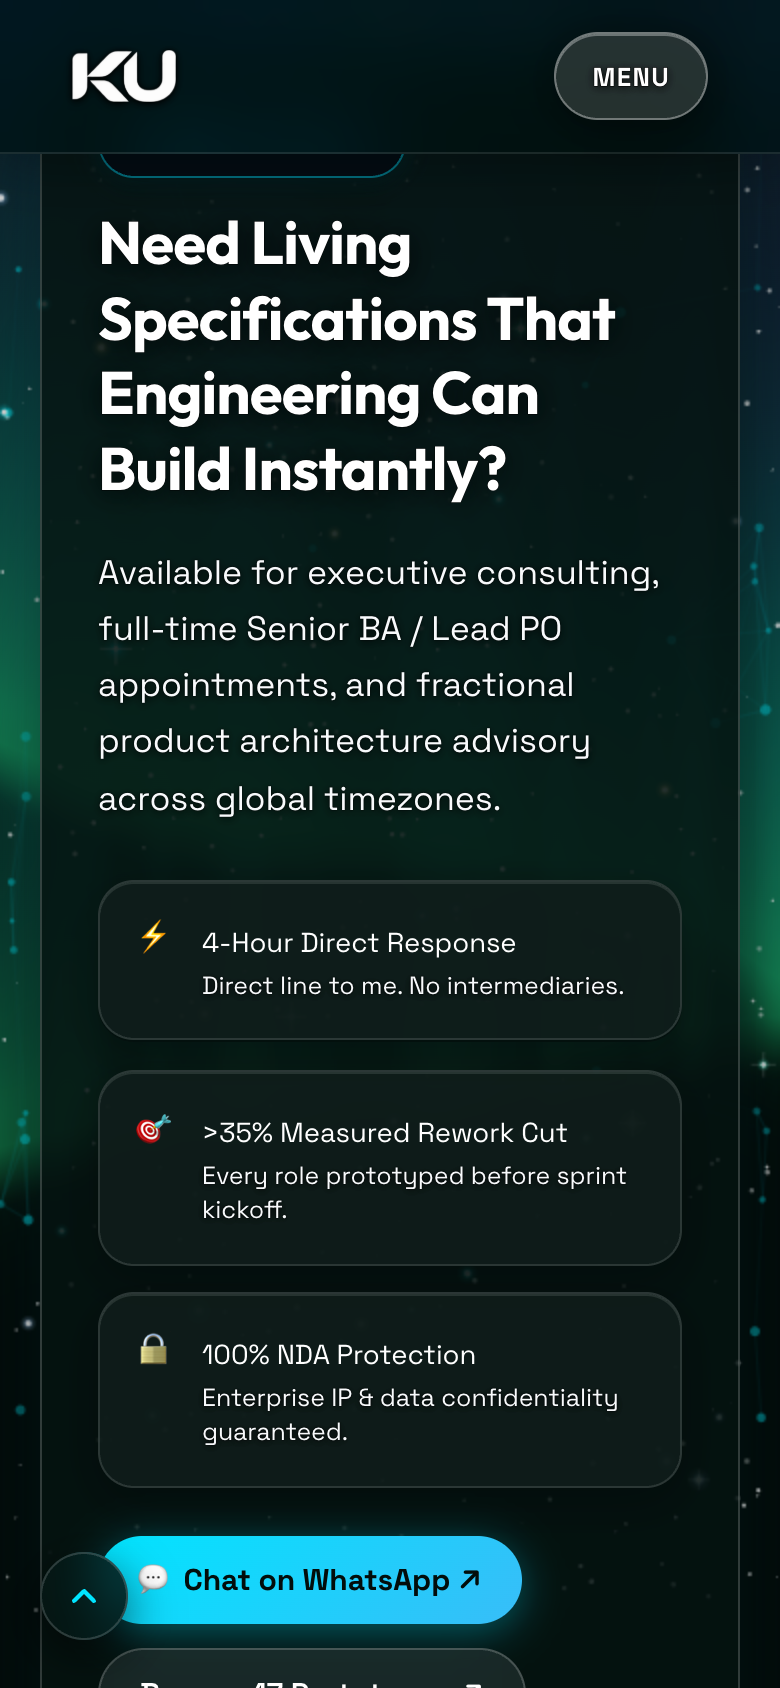 KU
MENU
Need Living
Specifications That
Engineering Can
Build Instantly?
Available for executive consulting,
full-time Senior BA / Lead PO
appointments, and fractional
product architecture advisory
across global timezones.
4-Hour Direct Response
Direct line to me. No intermediaries.
>35% Measured Rework Cut
Every role prototyped before sprint
kickoff.
100% NDA Protection
Enterprise IP & data confidentiality
guaranteed.
Chat on WhatsApp ↗